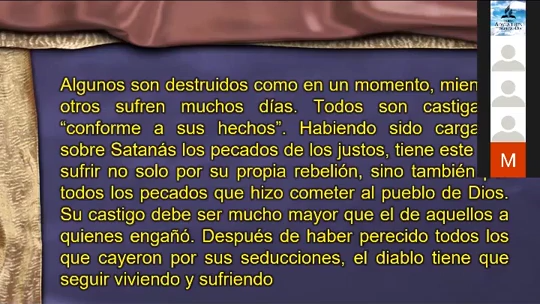 Algunos son destruidos como en un momento,
otros sufren muchos días. Todos son
“conforme a sus hechos”. Habiendo sido
sobre Satanás los pecados de los justos, tiene este
sufrir no solo por su propia rebelión, sino también
todos los pecados que hizo cometer al pueblo de Dios.
Su castigo debe ser mucho mayor que el de aquellos a
quienes engañó. Después de haber perecido todos los
que cayeron por sus seducciones, el diablo tiene que
seguir viviendo y sufriendo
M